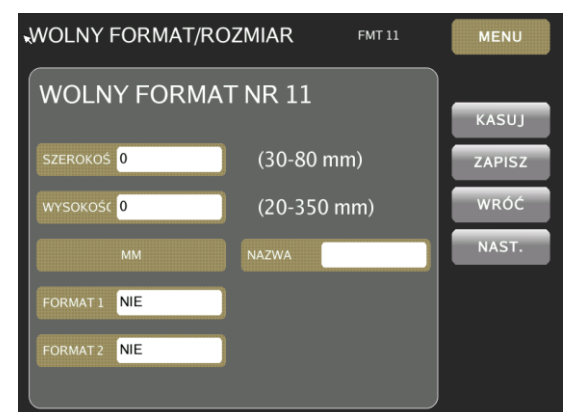 WOLNY FORMAT/ROZMIAR FMT 11 MENU
WOLNY FORMAT NR 11
KASUJ
SZEROKOŚ 0 (30-80 mm) ZAPISZ
WYSOKOŚĆ 0 (20-350 mm) WRÓĆ
MM NAZWA NAST.
FORMAT 1 NIE
FORMAT 2 NIE